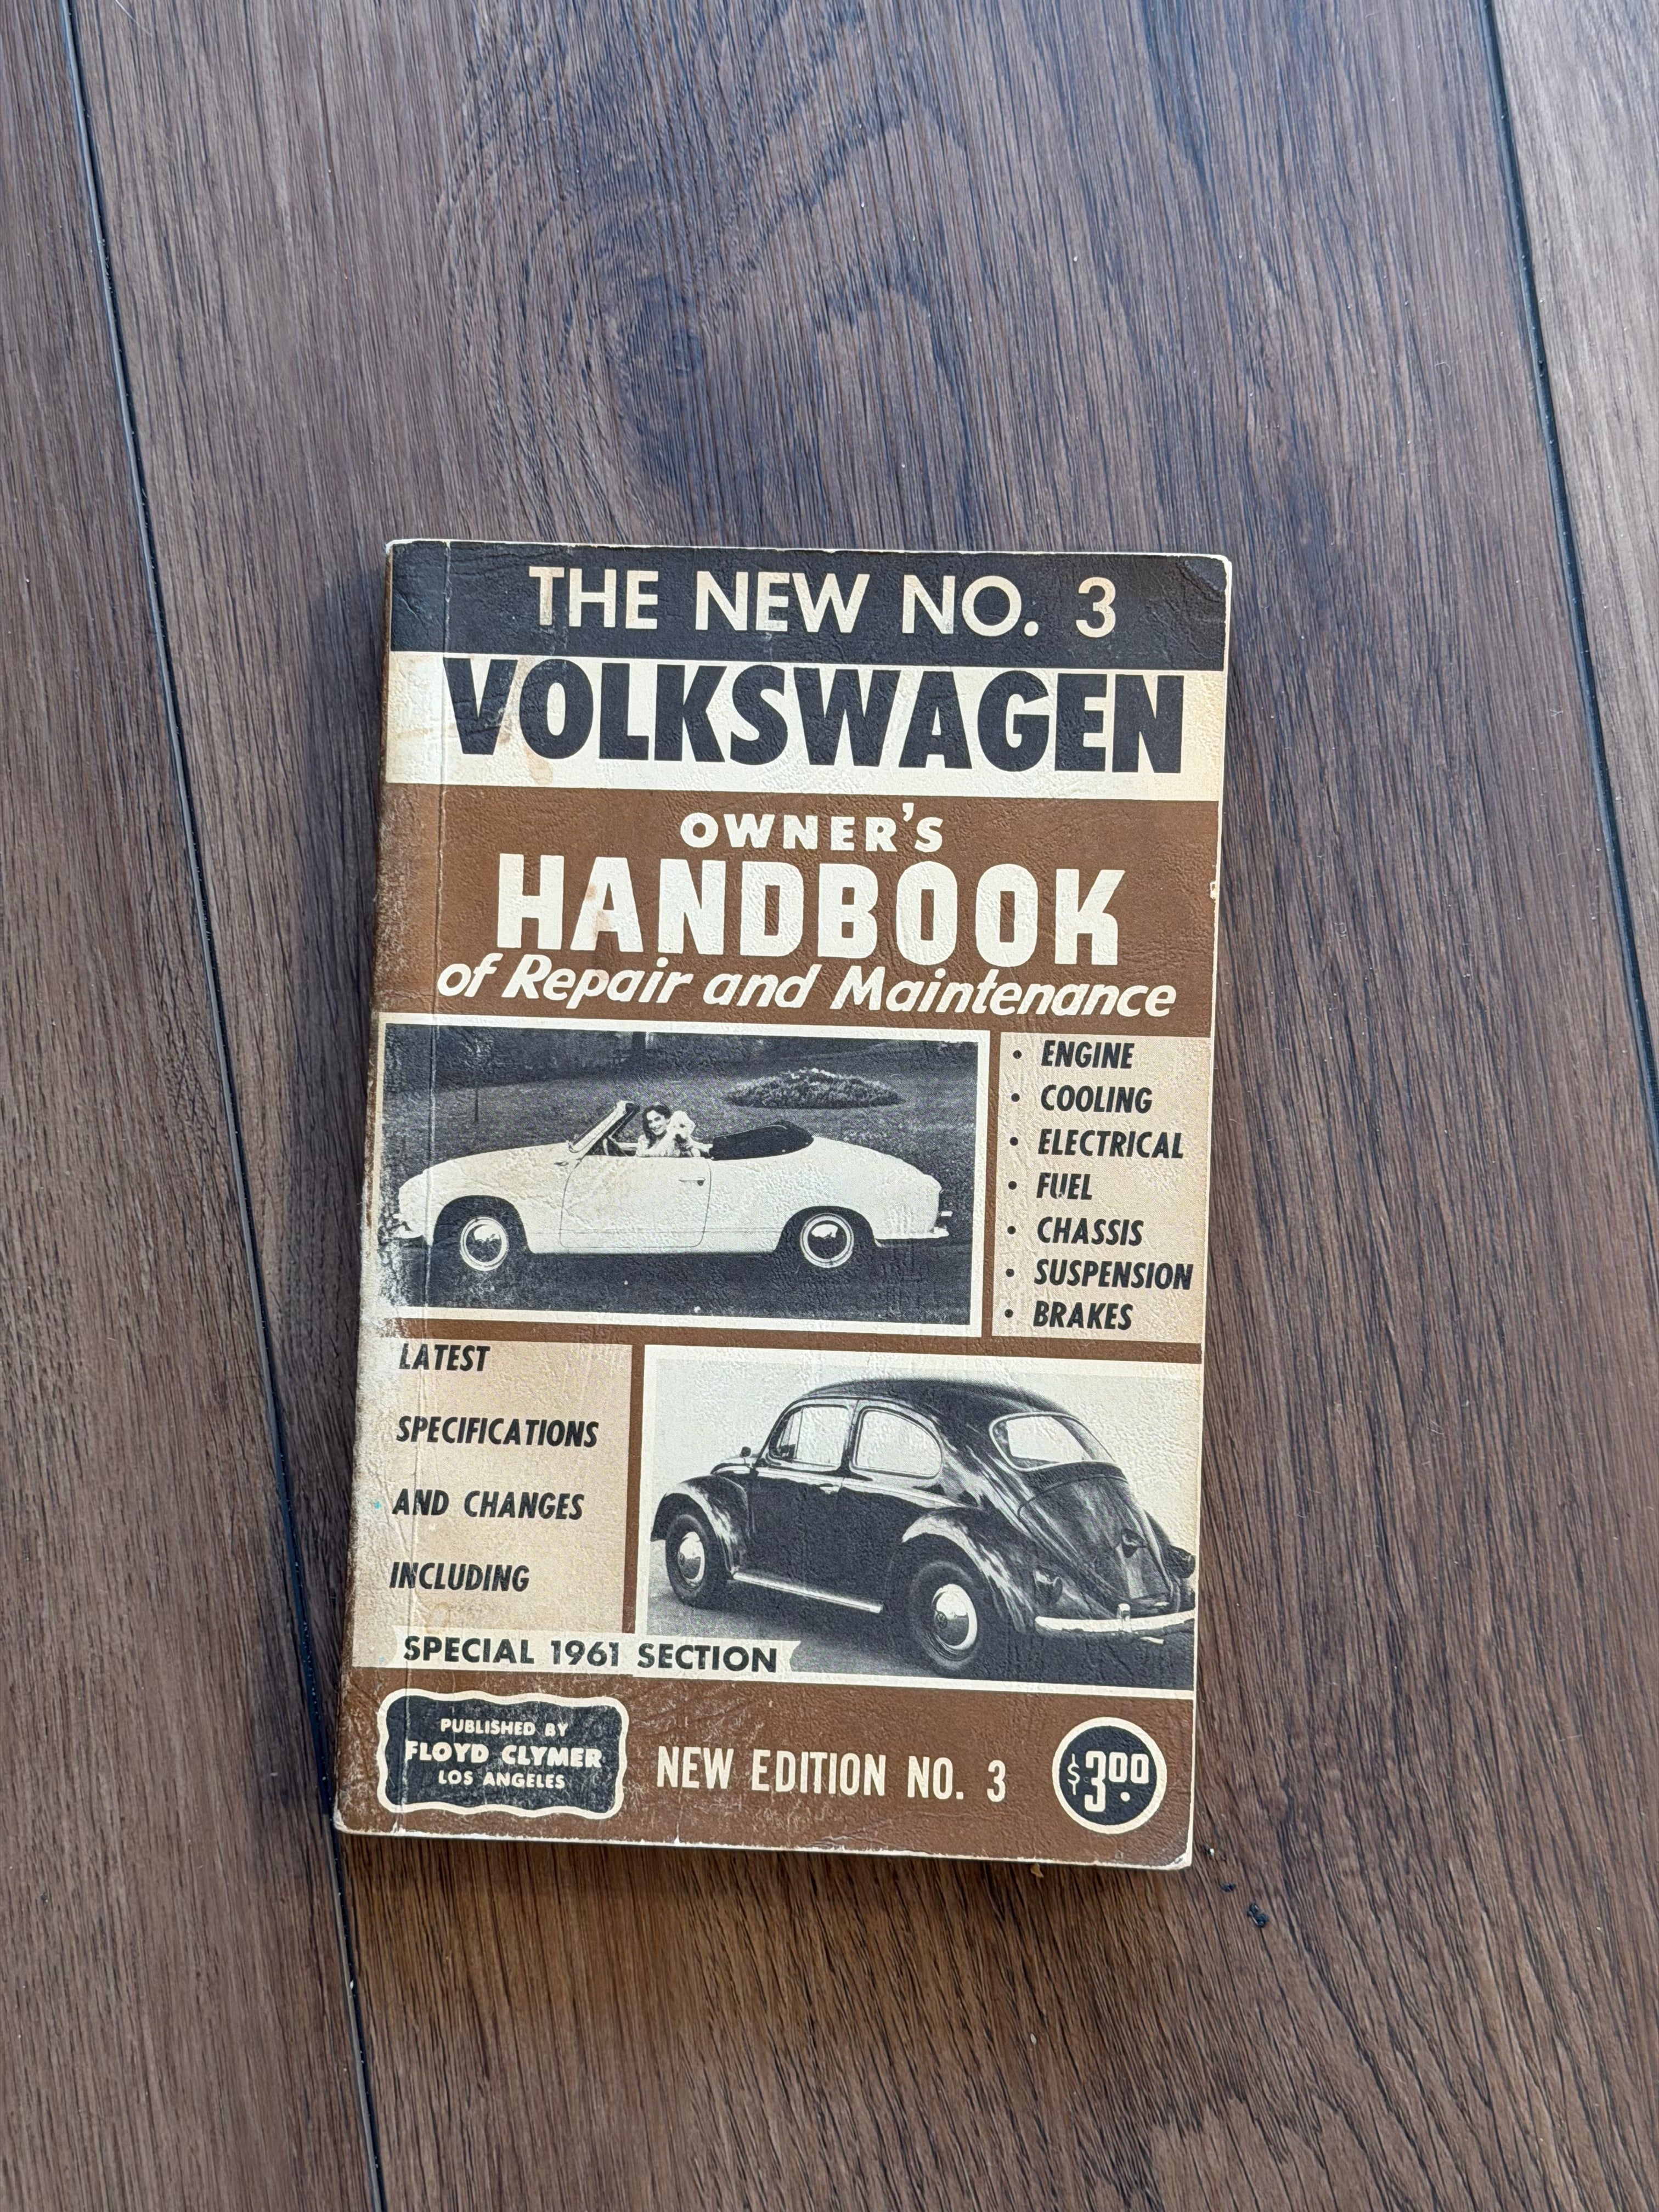 THE NEW NO. 3
VOLKSWAGEN
OWNER'S
HANDBOOK
of Repair and Maintenance
• ENGINE
• COOLING
• ELECTRICAL
• FUEL
• CHASSIS
• SUSPENSION
• BRAKES
LATEST
SPECIFICATIONS
AND CHANGES
INCLUDING
SPECIAL 1961 SECTION
PUBLISHED BY
FLOYD CLYMER
LOS ANGELES
NEW EDITION NO. 3
$3.00